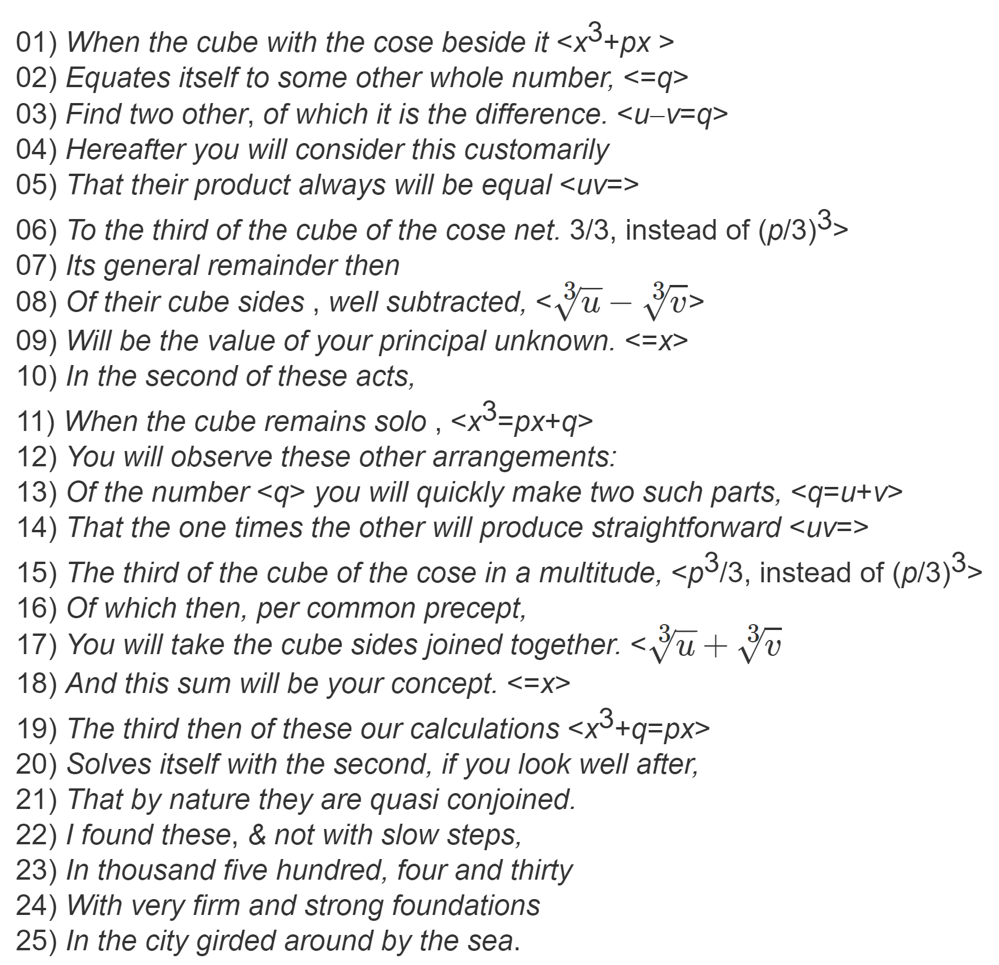 01) When the cube with the cose beside it <x³+px >
02) Equates itself to some other whole number, <=q>
03) Find two other, of which it is the difference. <u–v=q>
04) Hereafter you will consider this customarily
05) That their product always will be equal <uv=>
06) To the third of the cube of the cose net. 3/3, instead of (p/3)³>
07) Its general remainder then
08) Of their cube sides , well subtracted, <∛u − ∛v>
09) Will be the value of your principal unknown. <=x>
10) In the second of these acts,
11) When the cube remains solo , <x³=px+q>
12) You will observe these other arrangements:
13) Of the number <q> you will quickly make two such parts, <q=u+v>
14) That the one times the other will produce straightforward <uv=>
15) The third of the cube of the cose in a multitude, <p³/3, instead of (p/3)³>
16) Of which then, per common precept,
17) You will take the cube sides joined together. <∛u + ∛v
18) And this sum will be your concept. <=x>
19) The third then of these our calculations <x³+q=px>
20) Solves itself with the second, if you look well after,
21) That by nature they are quasi conjoined.
22) I found these, & not with slow steps,
23) In thousand five hundred, four and thirty
24) With very firm and strong foundations
25) In the city girded around by the sea.